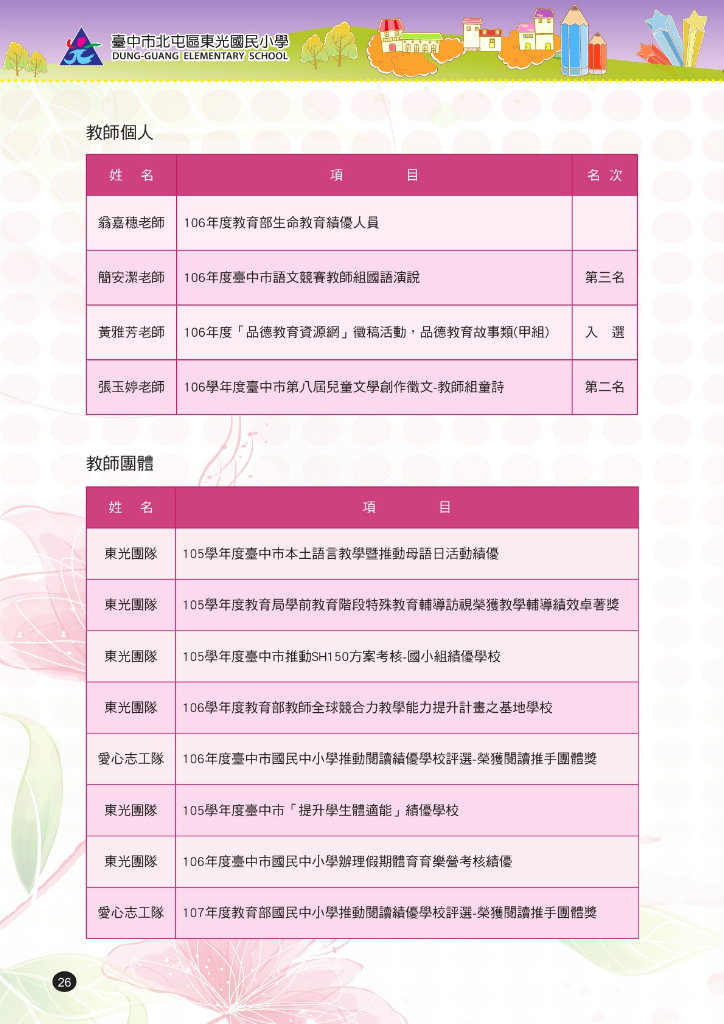 臺中市北屯區東光國民小學
DUNG-GUANG ELEMENTARY SCHOOL
教師個人
姓 名 項 目 名 次
翁嘉穗老師 106年度教育部生命教育績優人員
簡安潔老師 106年度臺中市語文競賽教師組國語演說 第三名
黃雅芳老師 106年度「品德教育資源網」徵稿活動，品德教育故事類(甲組) 入 選
張玉婷老師 106學年度臺中市第八屆兒童文學創作徵文-教師組童詩 第二名
教師團體
姓 名 項 目
東光團隊 105學年度臺中市本土語言教學暨推動母語日活動績優
東光團隊 105學年度教育局學前教育階段特殊教育輔導訪視榮獲教學輔導績效卓著獎
東光團隊 105學年度臺中市推動SH150方案考核-國小組績優學校
東光團隊 106學年度教育部教師全球競合力教學能力提升計畫之基地學校
愛心志工隊 106年度臺中市國民中小學推動閱讀績優學校評選-榮獲閱讀推手團體獎
東光團隊 105學年度臺中市「提升學生體適能」績優學校
東光團隊 106年度臺中市國民中小學辦理假期體育育樂營考核績優
愛心志工隊 107年度教育部國民中小學推動閱讀績優學校評選-榮獲閱讀推手團體獎
26